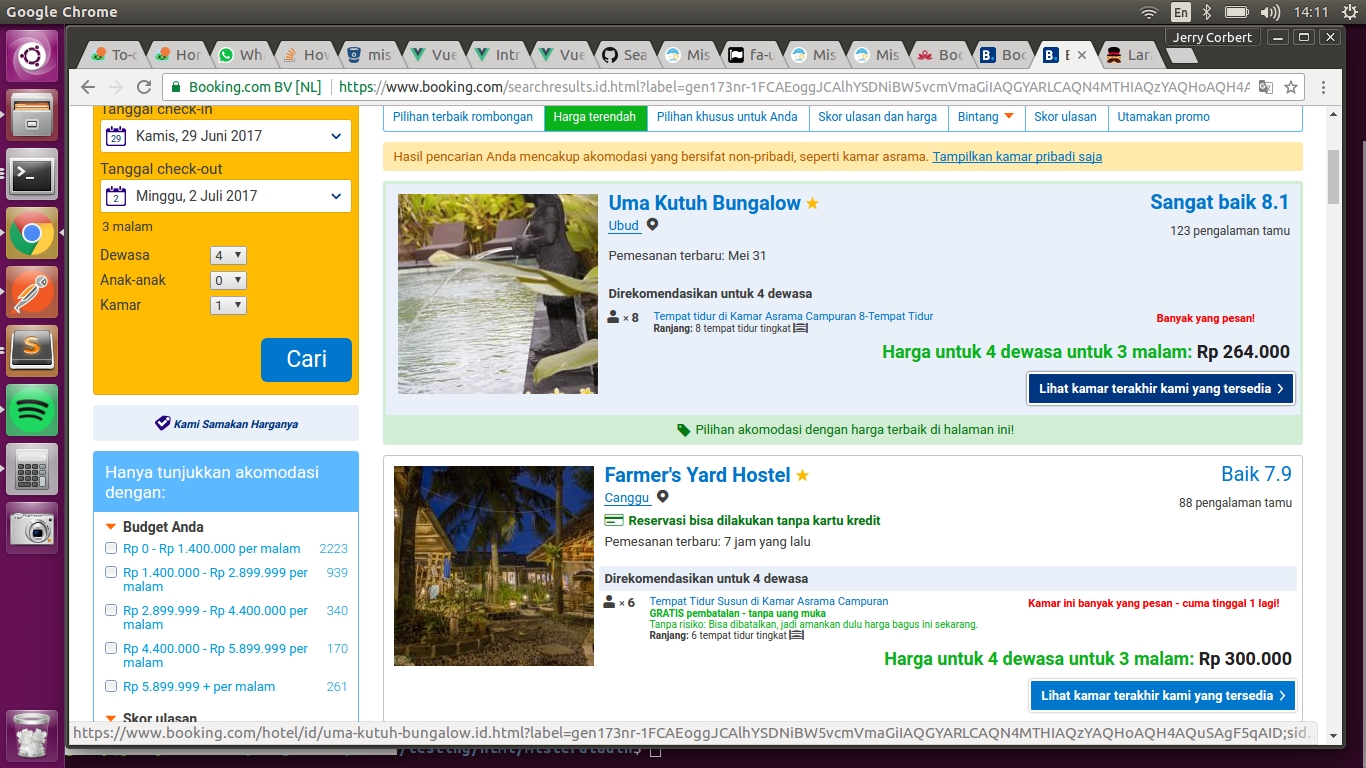 Google Chrome
En
14:11
Jerry Corbert
To-c
Hor
Wh
How
mis
Vue
Intr
Vue
Sea
Mis
fa-u
Mis
Mis
Boo
Boo
B
Lar
Booking.com BV [NL]
https://www.booking.com/searchresults.id.html?label=gen173nr-1FCAEoggJCAlhYSDNiBW5vcmVmaGiIAQGYARLCAQN4MTHIAQzYAQHoAQH4A
Tanggal check-in
29
Kamis, 29 Juni 2017
Tanggal check-out
2
Minggu, 2 Juli 2017
3 malam
Dewasa 4
Anak-anak 0
Kamar 1
Cari
Kami Samakan Harganya
Hanya tunjukkan akomodasi
dengan:
Budget Anda
Rp 0 - Rp 1.400.000 per malam 2223
Rp 1.400.000 - Rp 2.899.999 per 939
malam
Rp 2.899.999 - Rp 4.400.000 per 340
malam
Rp 4.400.000 - Rp 5.899.999 per 170
malam
Rp 5.899.999 + per malam 261
Skor ulasan
Pilihan terbaik rombongan
Harga terendah
Pilihan khusus untuk Anda
Skor ulasan dan harga
Bintang
Skor ulasan
Utamakan promo
Hasil pencarian Anda mencakup akomodasi yang bersifat non-pribadi, seperti kamar asrama. Tampilkan kamar pribadi saja
Uma Kutuh Bungalow
Sangat baik 8.1
Ubud
123 pengalaman tamu
Pemesanan terbaru: Mei 31
Direkomendasikan untuk 4 dewasa
× 8 Tempat tidur di Kamar Asrama Campuran 8-Tempat Tidur
Banyak yang pesan!
Ranjang: 8 tempat tidur tingkat
Harga untuk 4 dewasa untuk 3 malam: Rp 264.000
Lihat kamar terakhir kami yang tersedia
Pilihan akomodasi dengan harga terbaik di halaman ini!
Farmer's Yard Hostel
Baik 7.9
Canggu
88 pengalaman tamu
Reservasi bisa dilakukan tanpa kartu kredit
Pemesanan terbaru: 7 jam yang lalu
Direkomendasikan untuk 4 dewasa
× 6 Tempat Tidur Susun di Kamar Asrama Campuran
Kamar ini banyak yang pesan - cuma tinggal 1 lagi!
GRATIS pembatalan - tanpa uang muka
Tanpa risiko: Bisa dibatalkan, jadi amankan dulu harga bagus ini sekarang.
Ranjang: 6 tempat tidur tingkat
Harga untuk 4 dewasa untuk 3 malam: Rp 300.000
Lihat kamar terakhir kami yang tersedia
https://www.booking.com/hotel/id/uma-kutuh-bungalow.id.html?label=gen173nr-1FCAEoggJCAlhYSDNiBW5vcmVmaGiIAQGYARLCAQN4MTHIAQzYAQHoAQH4AQuSAgF5qAID;sid...